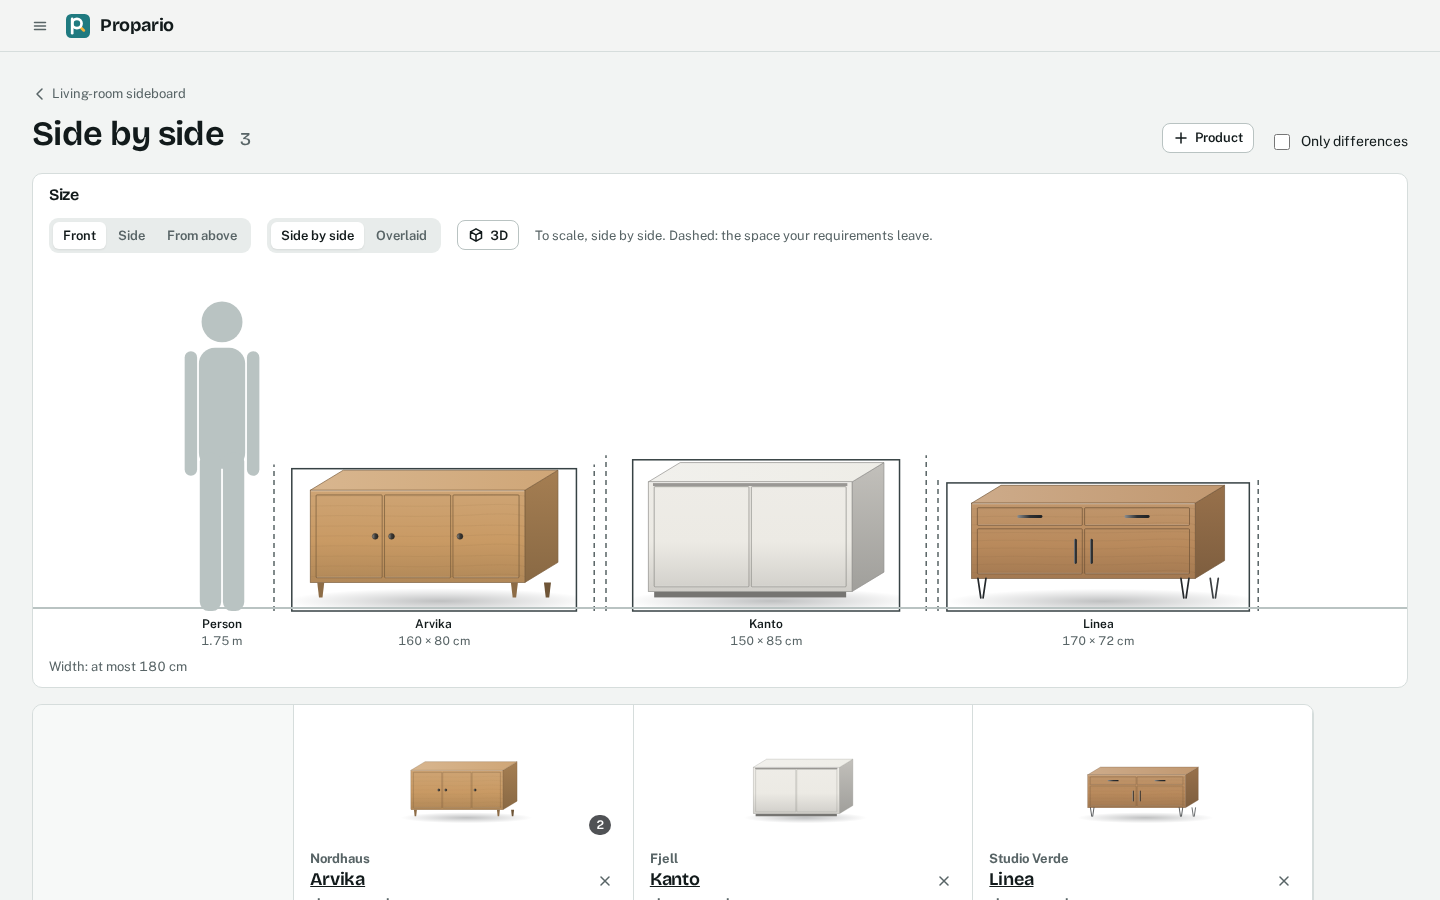 Propario
Living-room sideboard
Side by side 3
Product
Only differences
Size
Front Side From above Side by side Overlaid 3D To scale, side by side. Dashed: the space your requirements leave.
Person Arvika Kanto Linea
1.75 m 160 × 80 cm 150 × 85 cm 170 × 72 cm
Width: at most 180 cm
2
Nordhaus Fjell Studio Verde
Arvika Kanto Linea